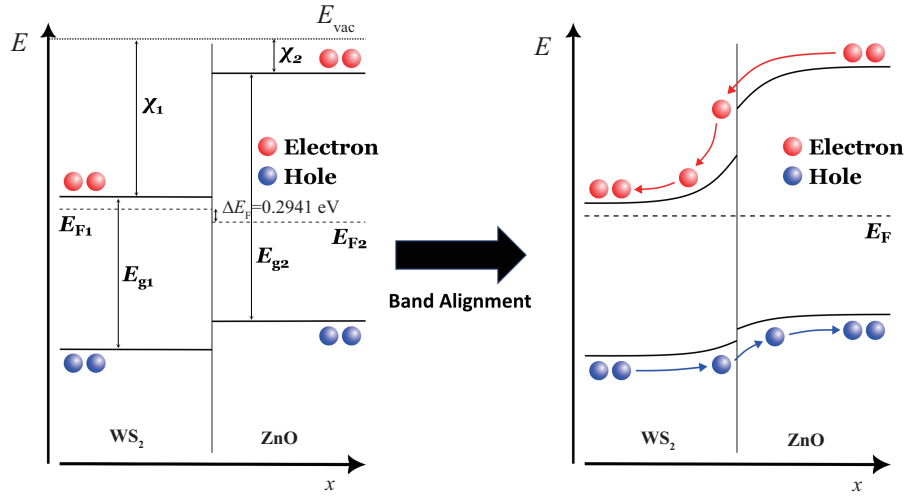 E
E_vac
χ₂
χ₁
Electron
Hole
ΔE_F=0.2941 eV
E_F1
E_F2
E_g1
E_g2
WS₂
ZnO
x
Band Alignment
E
Electron
Hole
E_F
WS₂
ZnO
x